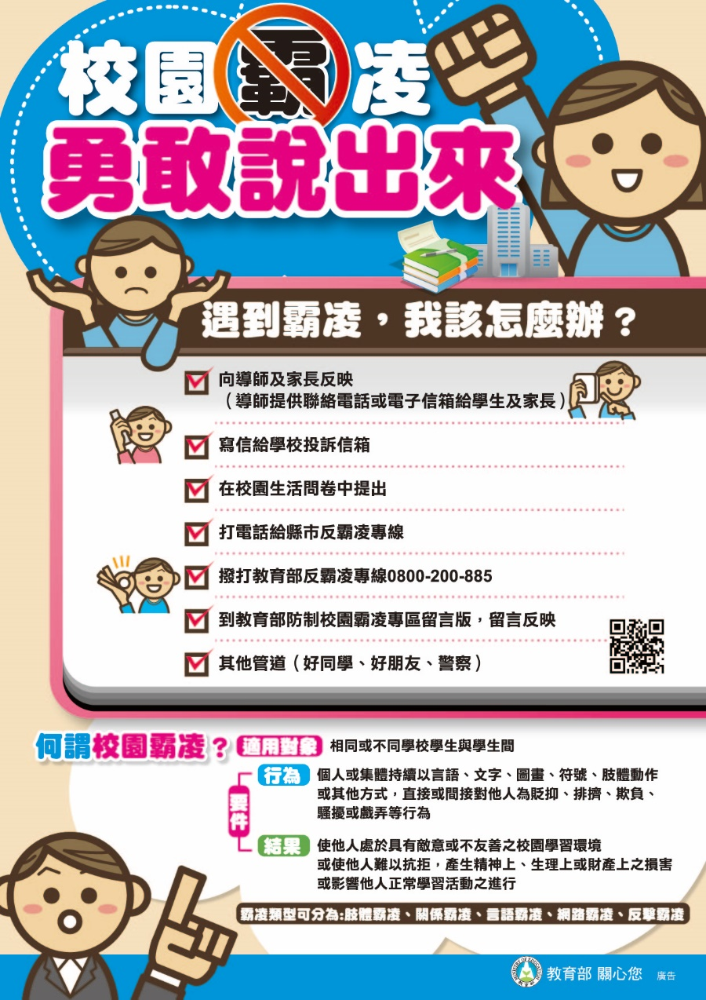 校園霸凌
勇敢說出來
遇到霸凌，我該怎麼辦？
向導師及家長反映
（導師提供聯絡電話或電子信箱給學生及家長）
寫信給學校投訴信箱
在校園生活問卷中提出
打電話給縣市反霸凌專線
撥打教育部反霸凌專線0800-200-885
到教育部防制校園霸凌專區留言版，留言反映
其他管道（好同學、好朋友、警察）
何謂校園霸凌？ 適用對象 相同或不同學校學生與學生間
要件
行為 個人或集體持續以言語、文字、圖畫、符號、肢體動作
或其他方式，直接或間接對他人為貶抑、排擠、欺負、
騷擾或戲弄等行為
結果 使他人處於具有敵意或不友善之校園學習環境
或使他人難以抗拒，產生精神上、生理上或財產上之損害
或影響他人正常學習活動之進行
霸凌類型可分為:肢體霸凌、關係霸凌、言語霸凌、網路霸凌、反擊霸凌
教育部 關心您 廣告